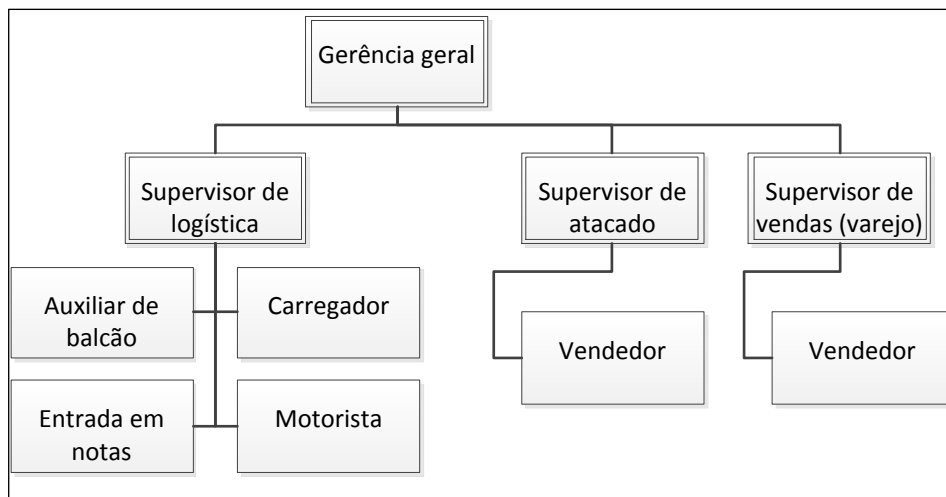 Gerência geral
Supervisor de
logística
Supervisor de
atacado
Supervisor de
vendas (varejo)
Auxiliar de
balcão
Carregador
Vendedor
Vendedor
Entrada em
notas
Motorista